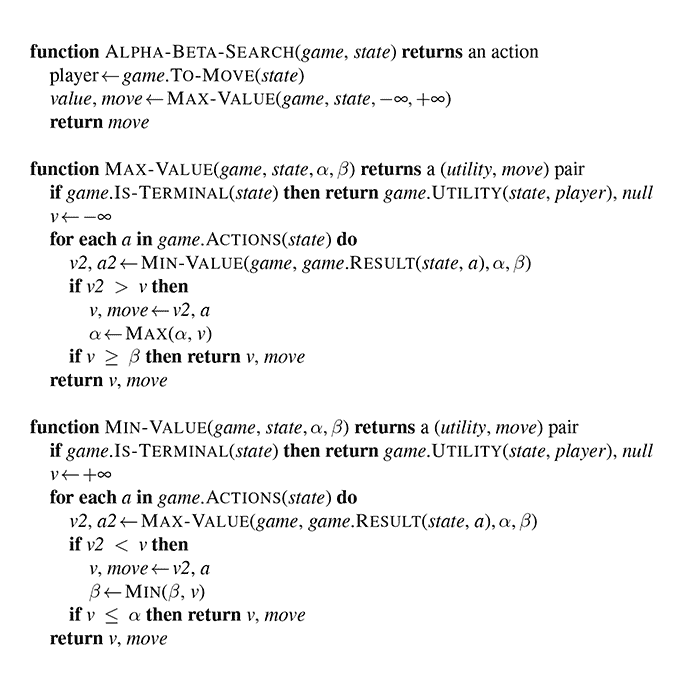 function ALPHA-BETA-SEARCH(game, state) returns an action
player←game.TO-MOVE(state)
value, move←MAX-VALUE(game, state, −∞, +∞)
return move
function MAX-VALUE(game, state, α, β) returns a (utility, move) pair
if game.IS-TERMINAL(state) then return game.UTILITY(state, player), null
v←−∞
for each a in game.ACTIONS(state) do
v2, a2←MIN-VALUE(game, game.RESULT(state, a), α, β)
if v2 > v then
v, move←v2, a
α←MAX(α, v)
if v ≥ β then return v, move
return v, move
function MIN-VALUE(game, state, α, β) returns a (utility, move) pair
if game.IS-TERMINAL(state) then return game.UTILITY(state, player), null
v←+∞
for each a in game.ACTIONS(state) do
v2, a2←MAX-VALUE(game, game.RESULT(state, a), α, β)
if v2 < v then
v, move←v2, a
β←MIN(β, v)
if v ≤ α then return v, move
return v, move